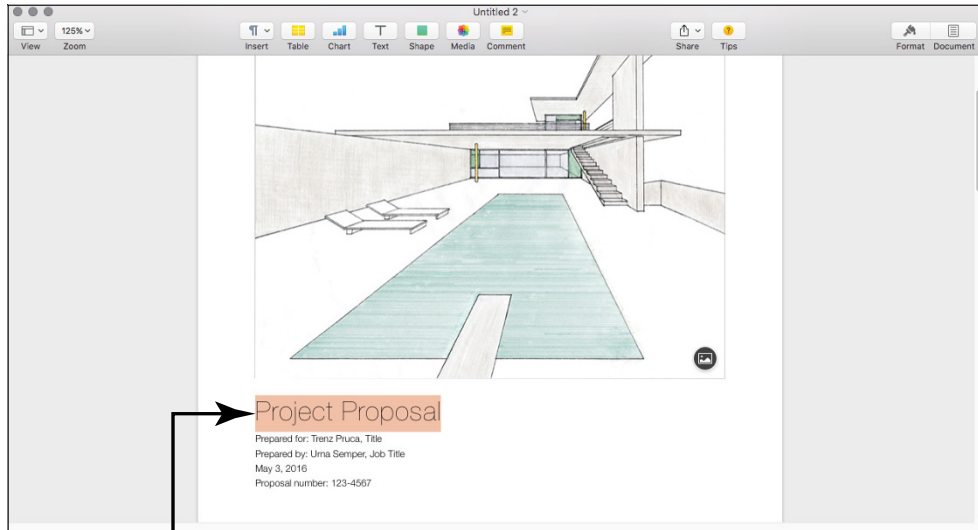 Untitled 2
125%
View Zoom Insert Table Chart Text Shape Media Comment Share Tips Format Document
Project Proposal
Prepared for: Trenz Pruca, Title
Prepared by: Urna Semper, Job Title
May 3, 2016
Proposal number: 123-4567